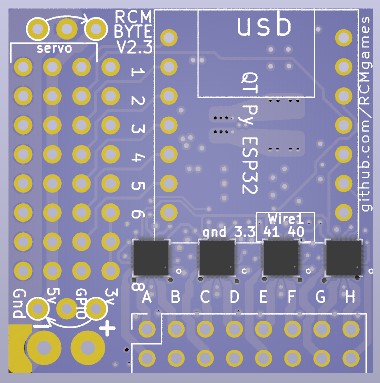 RCM
BYTE
V2.3
servo
usb
QT Py ESP32
github.com/RCMgames
1
2
3
4
5
6
8
Wire1
gnd 3.3 41 40
Gnd
5v
GPIO
3v
A B C D E F G H
- +